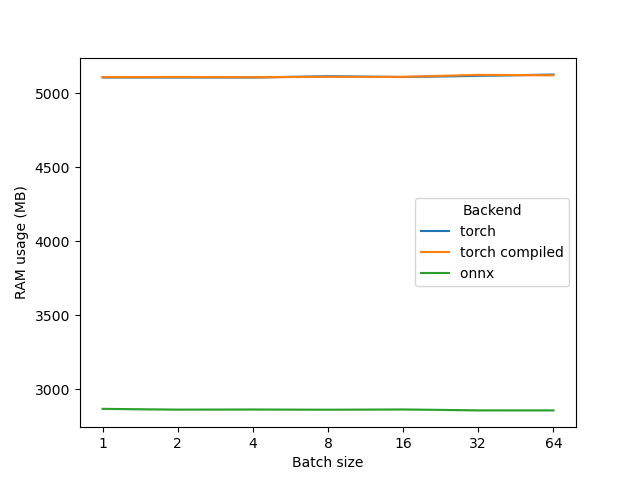 RAM usage (MB)
5000
4500
4000
3500
3000
Backend
torch
torch compiled
onnx
1 2 4 8 16 32 64
Batch size